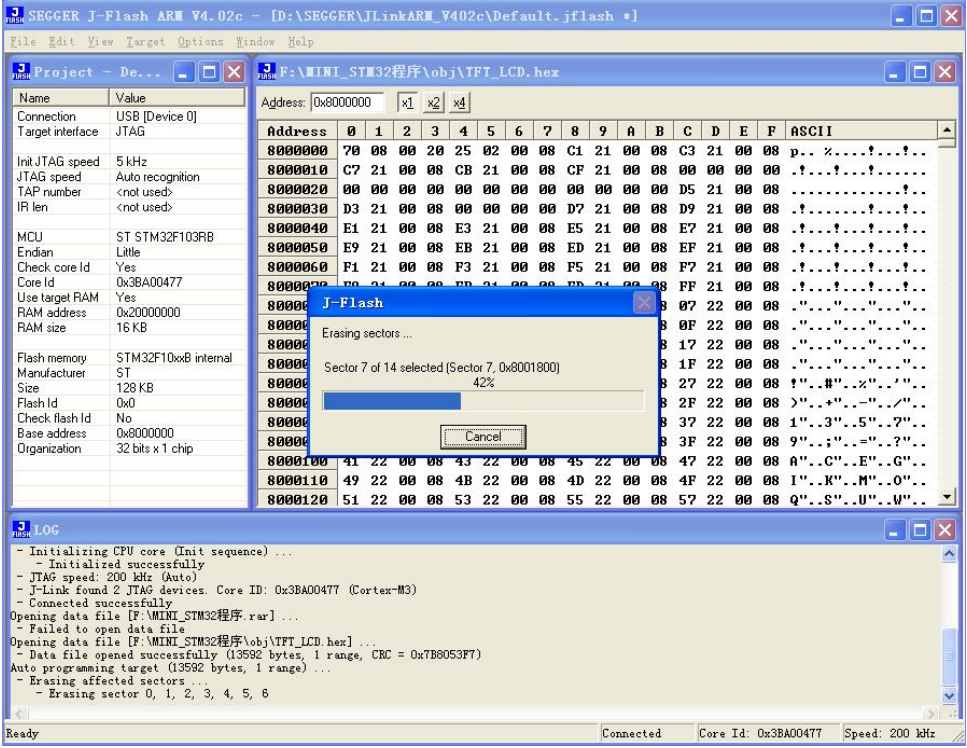 SEGGER J-Flash ARM V4.02c - [D:\SEGGER\JLinkARM_V402c\Default.jflash *]
File Edit View Target Options Window Help
Project - De...
Name Value
Connection USB [Device 0]
Target interface JTAG
Init JTAG speed 5 kHz
JTAG speed Auto recognition
TAP number <not used>
IR len <not used>
MCU ST STM32F103RB
Endian Little
Check core Id Yes
Core Id 0x3BA00477
Use target RAM Yes
RAM address 0x20000000
RAM size 16 KB
Flash memory STM32F10xxB internal
Manufacturer ST
Size 128 KB
Flash Id 0x0
Check flash Id No
Base address 0x8000000
Organization 32 bits x 1 chip
F:\MINI_STM32程序\obj\TFT_LCD.hex
Address: 0x8000000 x1 x2 x4
Address 0 1 2 3 4 5 6 7 8 9 A B C D E F ASCII
8000000 70 08 00 20 25 02 00 08 C1 21 00 08 C3 21 00 08 p.. %....!...!..
8000010 C7 21 00 08 CB 21 00 08 CF 21 00 08 00 00 00 00 .!...!...!......
8000020 00 00 00 00 00 00 00 00 00 00 00 00 D5 21 00 08 .............!..
8000030 D3 21 00 08 00 00 00 00 D7 21 00 08 D9 21 00 08 .!.......!...!..
8000040 E1 21 00 08 E3 21 00 08 E5 21 00 08 E7 21 00 08 .!...!...!...!..
8000050 E9 21 00 08 EB 21 00 08 ED 21 00 08 EF 21 00 08 .!...!...!...!..
8000060 F1 21 00 08 F3 21 00 08 F5 21 00 08 F7 21 00 08 .!...!...!...!..
FF 21 00 08 .!...!...!...!..
07 22 00 08 ."..."..."..."..
0F 22 00 08 ."..."..."..."..
17 22 00 08 ."..."..."..."..
1F 22 00 08 ."..."..."..."..
27 22 00 08 !"..#"..%"..'"..
2F 22 00 08 )"..+"..-"../"..
37 22 00 08 1"..3"..5"..7"..
3F 22 00 08 9"..;"..="..?"..
8000100 41 22 00 08 43 22 00 08 45 22 00 08 47 22 00 08 A"..C"..E"..G"..
8000110 49 22 00 08 4B 22 00 08 4D 22 00 08 4F 22 00 08 I"..K"..M"..O"..
8000120 51 22 00 08 53 22 00 08 55 22 00 08 57 22 00 08 Q"..S"..U"..W"..
J-Flash
Erasing sectors ...
Sector 7 of 14 selected (Sector 7, 0x8001800)
42%
Cancel
LOG
- Initializing CPU core (Init sequence) ...
- Initialized successfully
- JTAG speed: 200 kHz (Auto)
- J-Link found 2 JTAG devices. Core ID: 0x3BA00477 (Cortex-M3)
- Connected successfully
Opening data file [F:\MINI_STM32程序.rar] ...
- Failed to open data file
Opening data file [F:\MINI_STM32程序\obj\TFT_LCD.hex] ...
- Data file opened successfully (13592 bytes, 1 range, CRC = 0x7B8053F7)
Auto programming target (13592 bytes, 1 range) ...
- Erasing affected sectors ...
- Erasing sector 0, 1, 2, 3, 4, 5, 6
Ready Connected Core Id: 0x3BA00477 Speed: 200 kHz